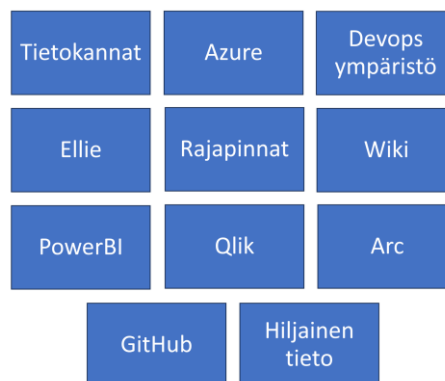 Tietokannat
Azure
Devops
ympäristö
Ellie
Rajapinnat
Wiki
PowerBI
Qlik
Arc
GitHub
Hiljainen
tieto